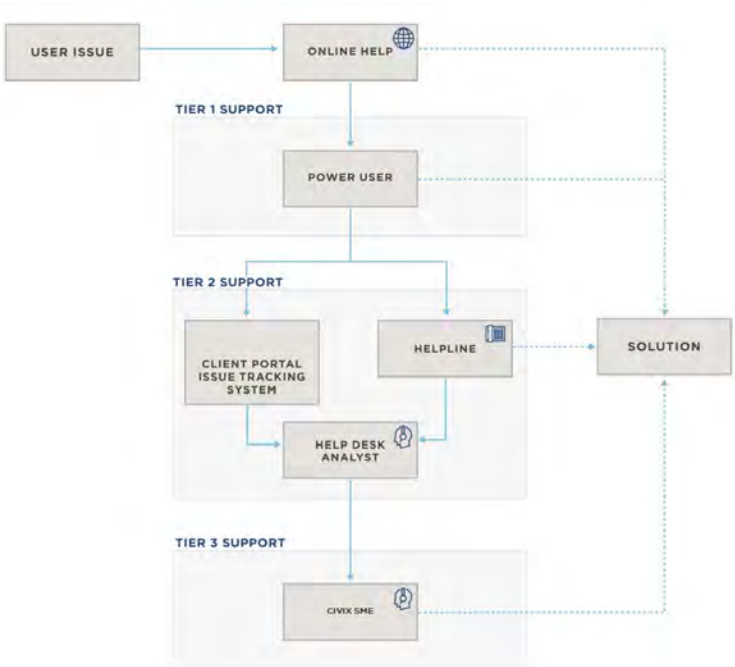 USER ISSUE
ONLINE HELP
TIER 1 SUPPORT
POWER USER
TIER 2 SUPPORT
CLIENT PORTAL
ISSUE TRACKING
SYSTEM
HELPLINE
SOLUTION
HELP DESK
ANALYST
TIER 3 SUPPORT
CIVIX SME